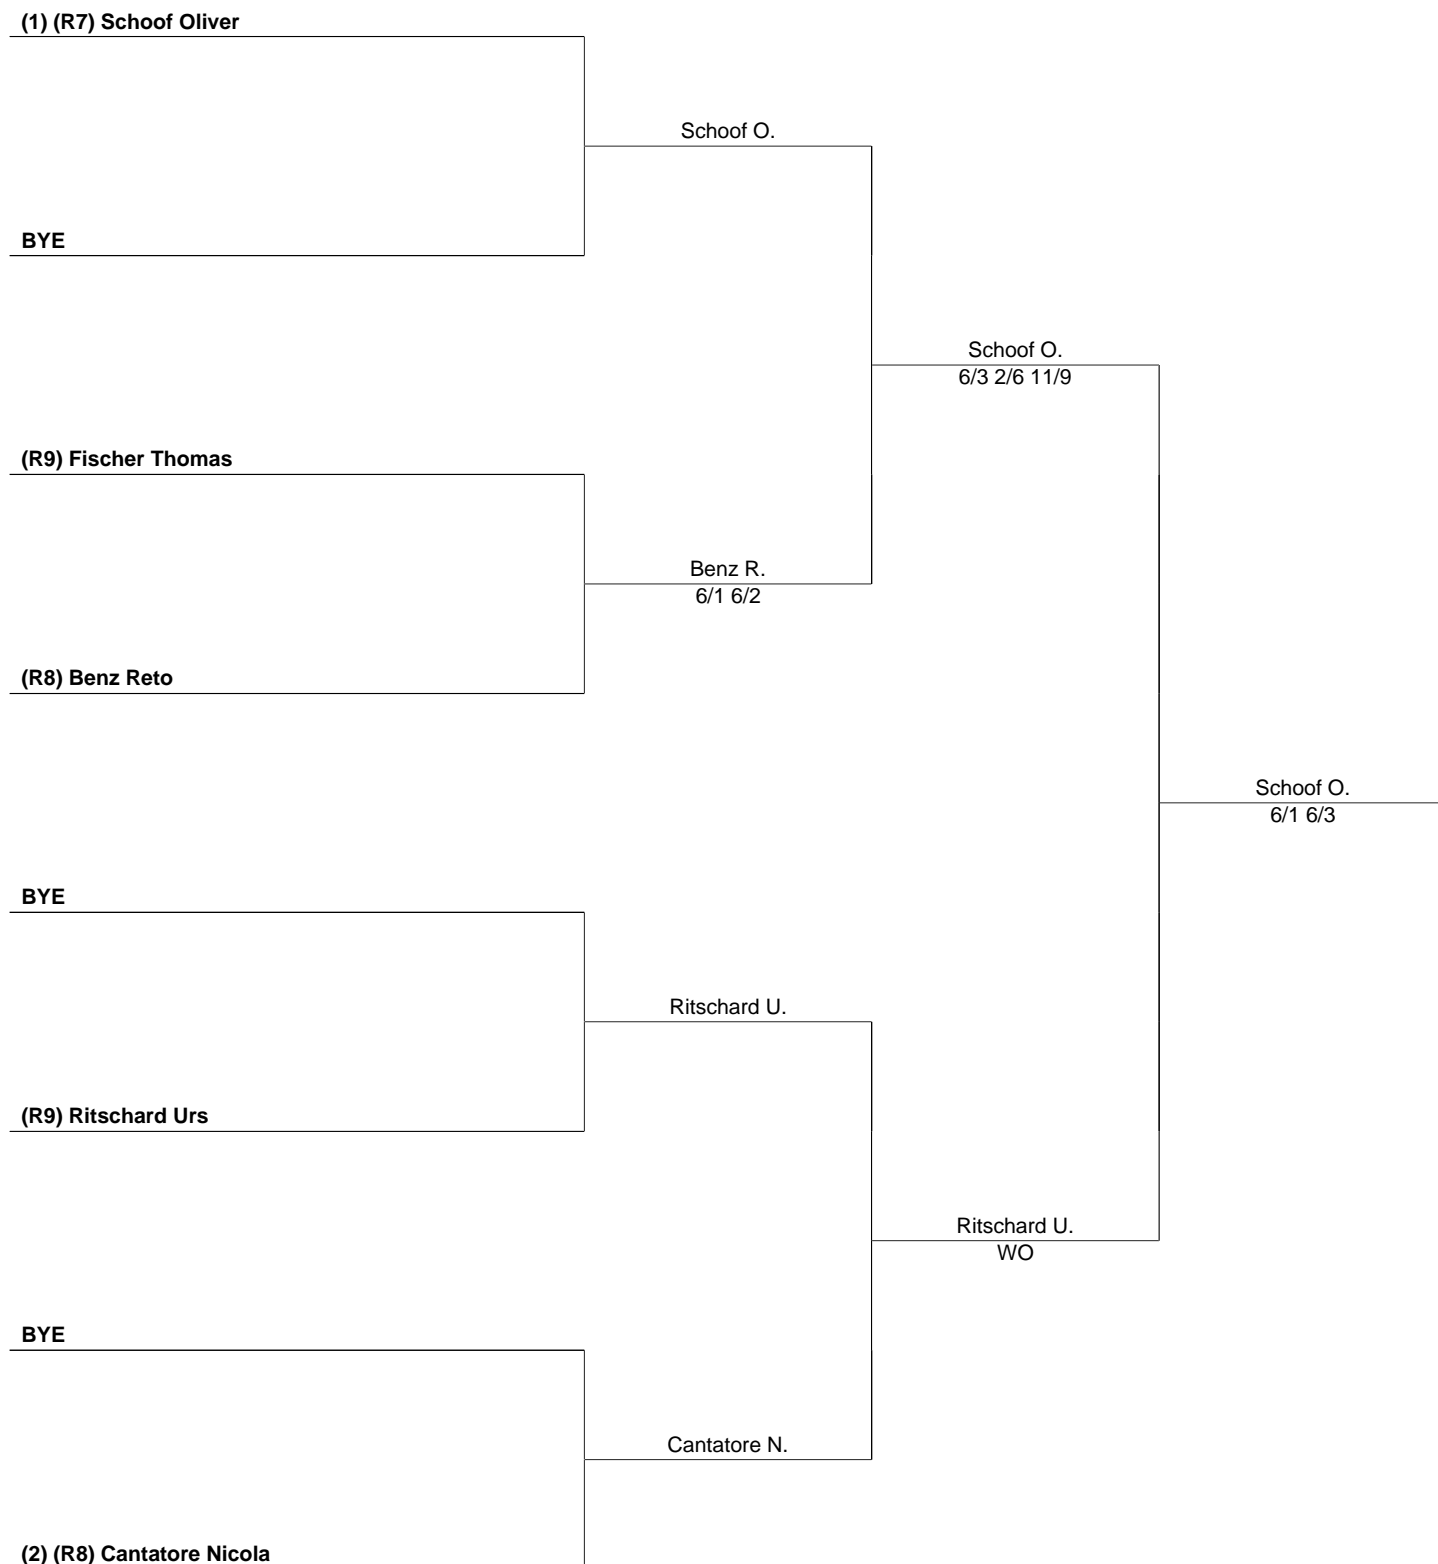 (1) (R7) Schoof Oliver
Schoof O.
BYE
Schoof O.
6/3 2/6 11/9
(R9) Fischer Thomas
Benz R.
6/1 6/2
(R8) Benz Reto
Schoof O.
6/1 6/3
BYE
Ritschard U.
(R9) Ritschard Urs
Ritschard U.
WO
BYE
Cantatore N.
(2) (R8) Cantatore Nicola